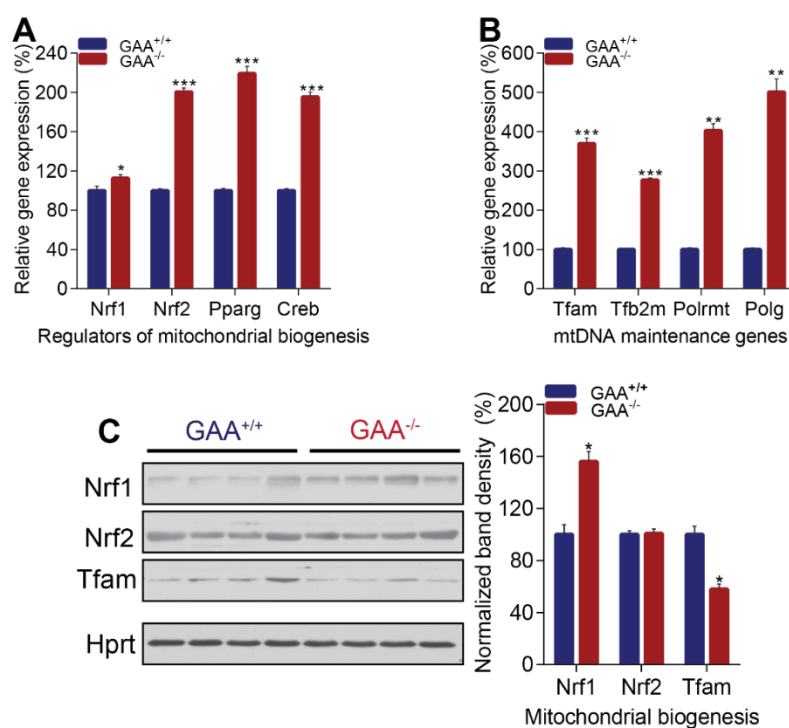 A
GAA+/+
GAA-/-
Relative gene expression (%)
240
200
160
120
80
40
0
*
***
***
***
Nrf1 Nrf2 Pparg Creb
Regulators of mitochondrial biogenesis
B
GAA+/+
GAA-/-
Relative gene expression (%)
600
500
400
300
200
100
0
***
***
**
**
Tfam Tfb2m Polrmt Polg
mtDNA maintenance genes
C
GAA+/+ GAA-/-
Nrf1
Nrf2
Tfam
Hprt
GAA+/+
GAA-/-
Normalized band density (%)
200
160
120
80
40
0
*
*
Nrf1 Nrf2 Tfam
Mitochondrial biogenesis